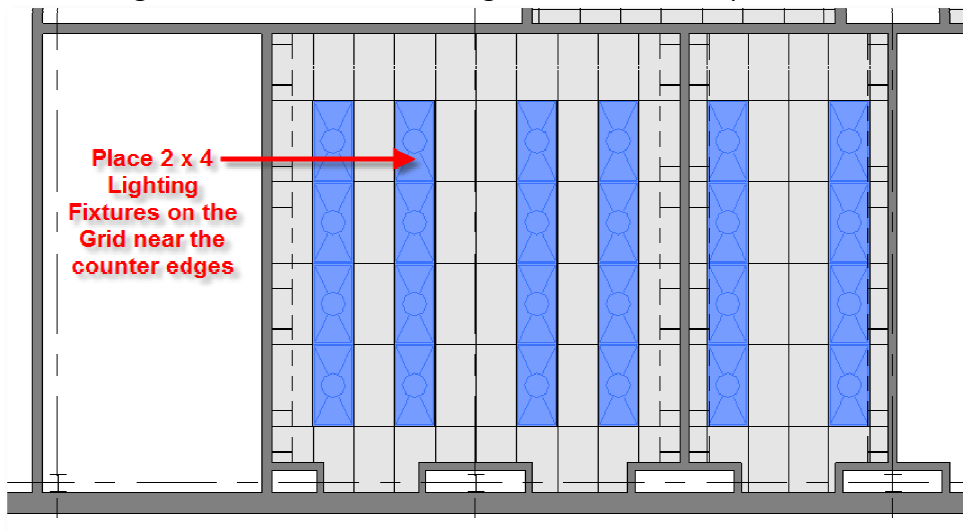 Place 2 x 4
Lighting
Fixtures on the
Grid near the
counter edges